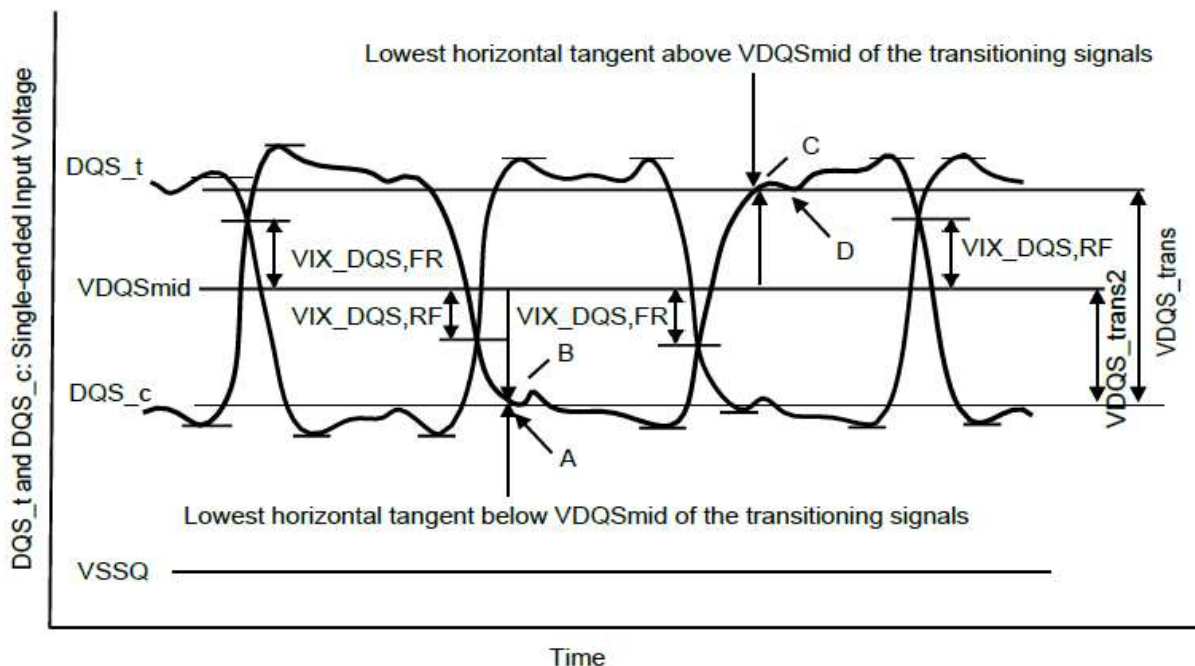 Lowest horizontal tangent above VDQSmid of the transitioning signals
DQS_t and DQS_c: Single-ended Input Voltage
DQS_t
C
VIX_DQS,FR
D
VIX_DQS,RF
VDQSmid
VIX_DQS,RF
VIX_DQS,FR
VDQS_trans2
VDQS_trans
B
DQS_c
A
Lowest horizontal tangent below VDQSmid of the transitioning signals
VSSQ
Time